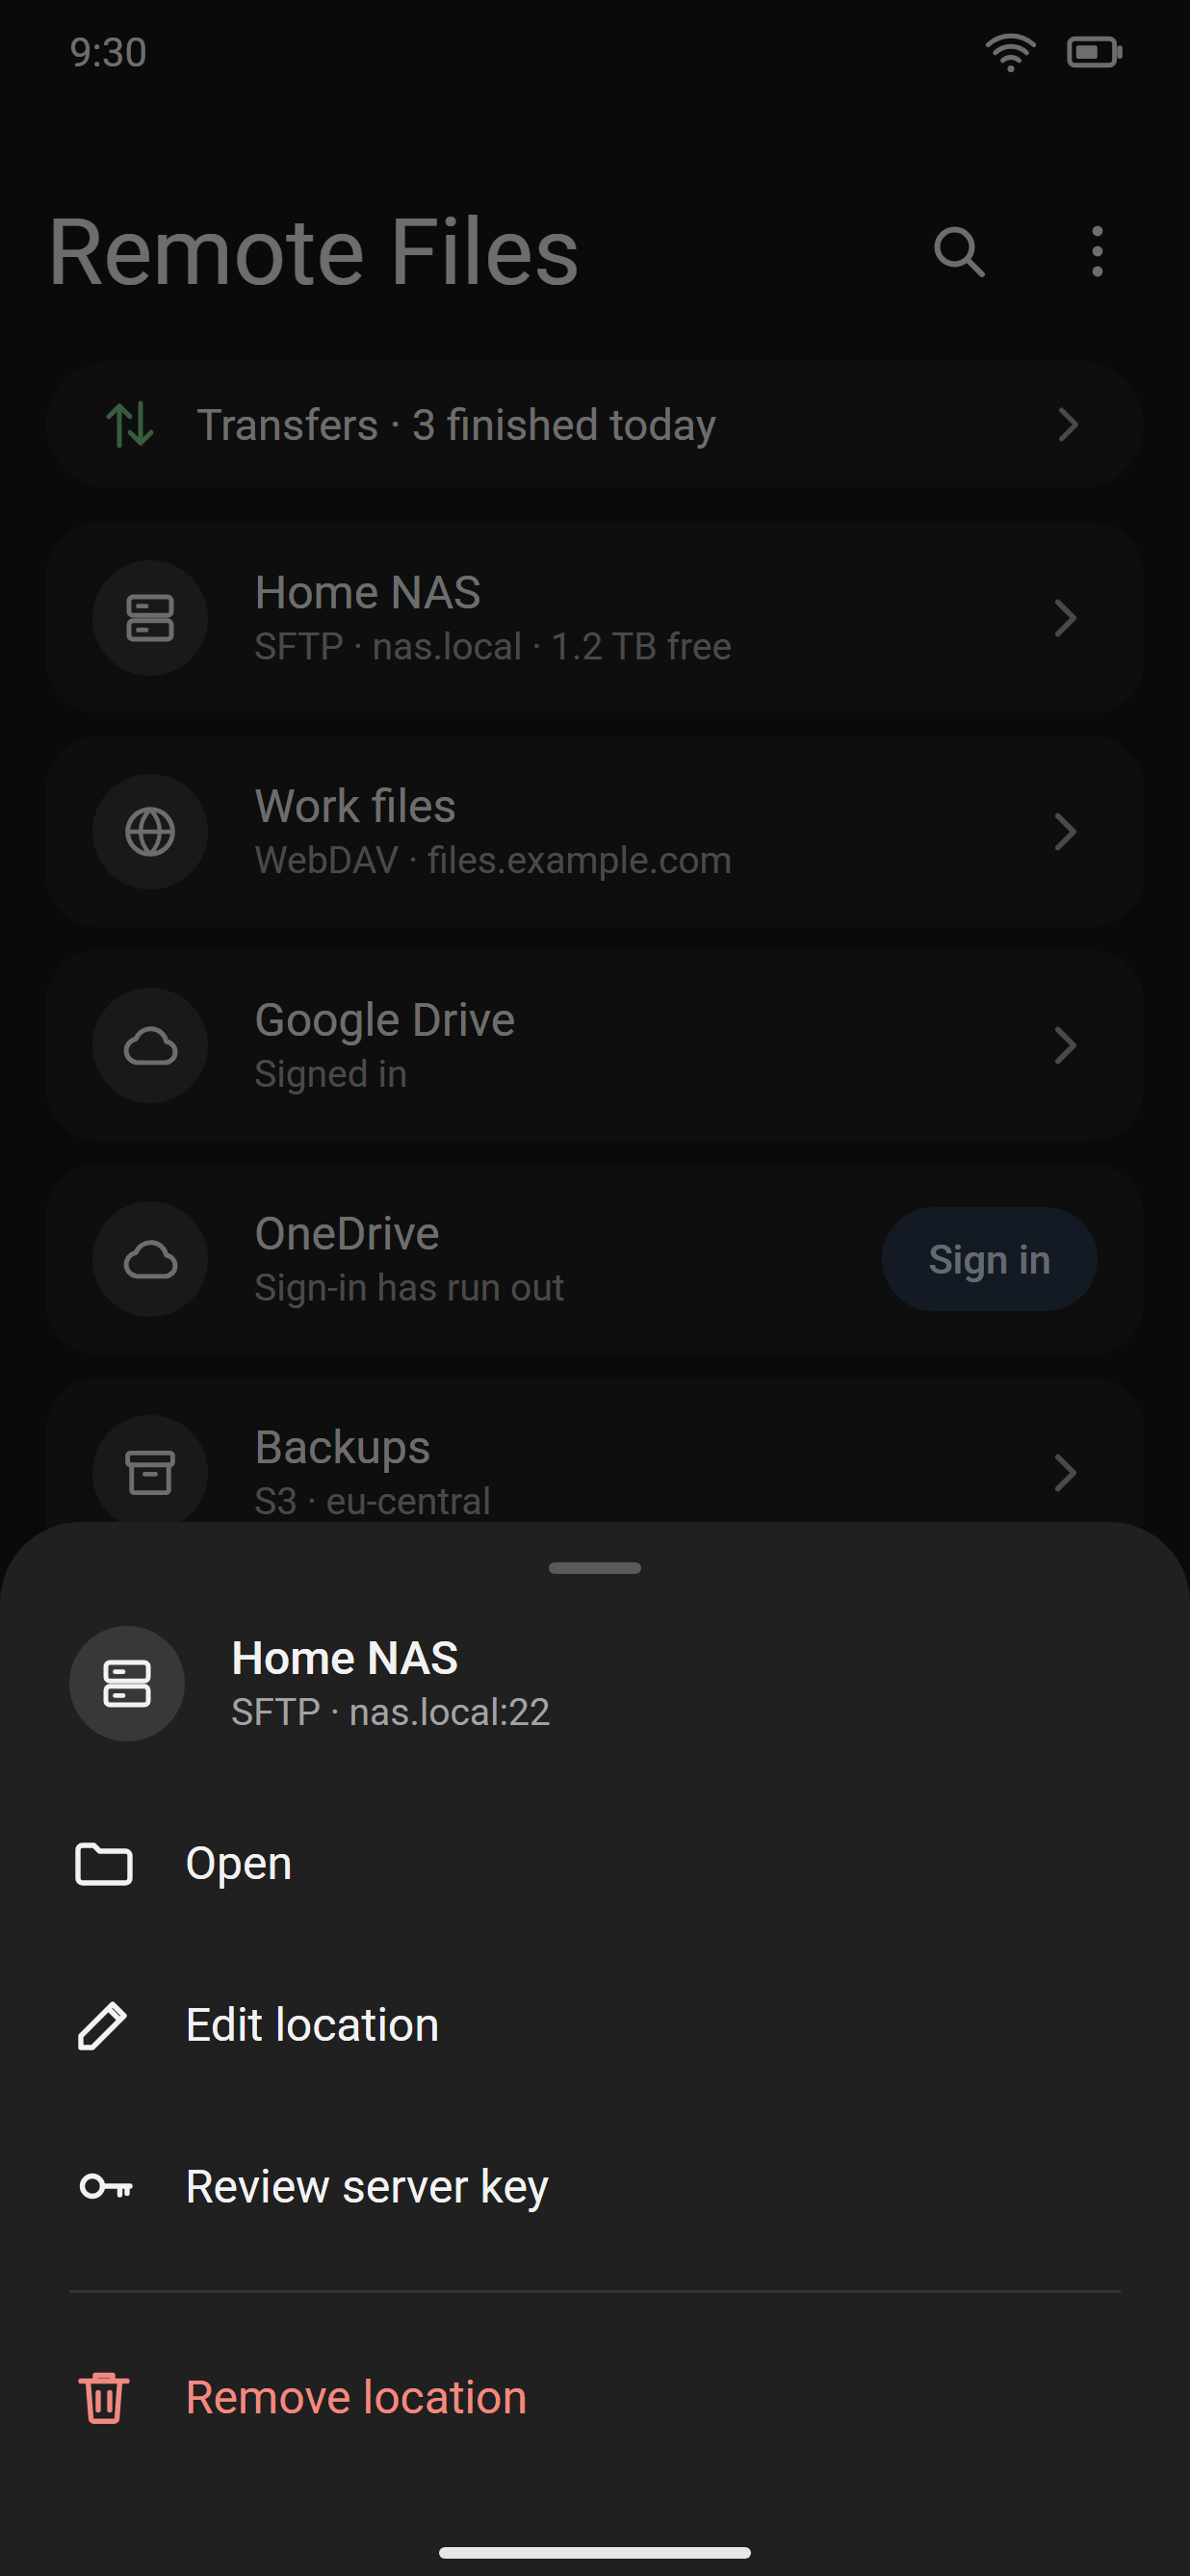 9:30
Remote Files
Transfers · 3 finished today
Home NAS
SFTP · nas.local · 1.2 TB free
Work files
WebDAV · files.example.com
Google Drive
Signed in
OneDrive
Sign-in has run out
Sign in
Backups
S3 · eu-central
Home NAS
SFTP · nas.local:22
Open
Edit location
Review server key
Remove location